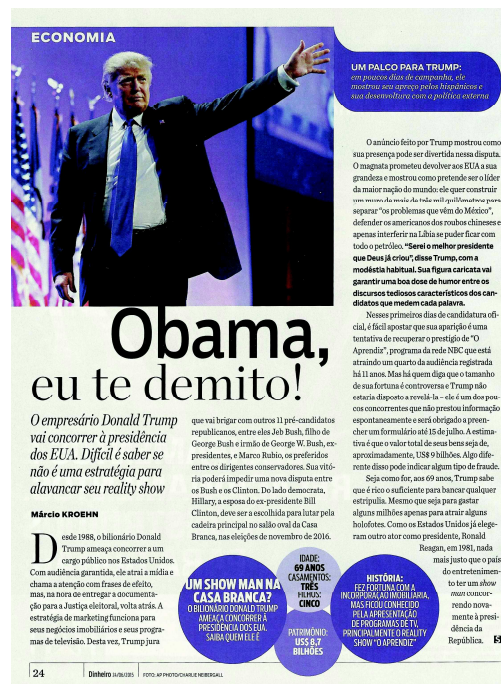 ECONOMIA
UM PALCO PARA TRUMP:
em poucos dias de campanha, ele
mostrou seu apreço pelos hispânicos e
sua desenvoltura com a política externa
Obama,
eu te demito!
O empresário Donald Trump
vai concorrer à presidência
dos EUA. Difícil é saber se
não é uma estratégia para
alavancar seu reality show
Márcio KROEHN
Desde 1988, o bilionário Donald
Trump ameaça concorrer a um
cargo público nos Estados Unidos.
Com audiência garantida, ele atrai a mídia e
chama a atenção com frases de efeito,
mas, na hora de entregar a documenta-
ção para a Justiça eleitoral, volta atrás. A
estratégia de marketing funciona para
seus negócios imobiliários e seus progra-
mas de televisão. Desta vez, Trump jura
que vai brigar com outros 11 pré-candidatos
republicanos, entre eles Jeb Bush, filho de
George Bush e irmão de George W. Bush, ex-
presidentes, e Marco Rubio, os preferidos
entre os dirigentes conservadores. Sua vitó-
ria poderá impedir uma nova disputa entre
os Bush e os Clinton. Do lado democrata,
Hillary, a esposa do ex-presidente Bill
Clinton, deve ser a escolhida para lutar pela
cadeira principal no salão oval da Casa
Branca, nas eleições de novembro de 2016.
O anúncio feito por Trump mostrou como
sua presença pode ser divertida nessa disputa.
O magnata prometeu devolver aos EUA a sua
grandeza e mostrou como pretende ser o líder
da maior nação do mundo: ele quer construir
um muro de mais de três mil quilômetros para
separar “os problemas que vêm do México”,
defender os americanos dos roubos chineses e
apenas interferir na Líbia se puder ficar com
todo o petróleo. “Serei o melhor presidente
que Deus já criou”, disse Trump, com a
modéstia habitual. Sua figura caricata vai
garantir uma boa dose de humor entre os
discursos tediosos característicos dos can-
didatos que medem cada palavra.
Nesses primeiros dias de candidatura ofi-
cial, é fácil apostar que sua aparição é uma
tentativa de recuperar o prestígio de “O
Aprendiz”, programa da rede NBC que está
atraindo um quarto da audiência registrada
há 11 anos. Mas há quem diga que o tamanho
de sua fortuna é controversa e Trump não
estaria disposto a revelá-la – ele é um dos pou-
cos concorrentes que não prestou informação
espontaneamente e será obrigado a preen-
cher um formulário até 15 de julho. A estima-
tiva é que o valor total de seus bens seja de,
aproximadamente, US$ 9 bilhões. Algo dife-
rente disso pode indicar algum tipo de fraude.
Seja como for, aos 69 anos, Trump sabe
que é rico o suficiente para bancar qualquer
estripulia. Mesmo que seja para gastar
alguns milhões apenas para atrair alguns
holofotes. Como os Estados Unidos já elege-
ram outro ator como presidente, Ronald
Reagan, em 1981, nada
mais justo que o país
do entretenimen-
to ter um show
man concor-
rendo nova-
mente à presi-
dência da
República.
UM SHOW MAN NA
CASA BRANCA?
O BILIONÁRIO DONALD TRUMP
AMEAÇA CONCORRER À
PRESIDÊNCIA DOS EUA.
SAIBA QUEM ELE É
IDADE:
69 ANOS
CASAMENTOS:
TRÊS
FILHOS:
CINCO
PATRIMÔNIO:
US$ 8,7
BILHÕES
HISTÓRIA:
FEZ FORTUNA COM A
INCORPORAÇÃO IMOBILIÁRIA,
MAS FICOU CONHECIDO
PELA APRESENTAÇÃO
DE PROGRAMAS DE TV,
PRINCIPALMENTE O REALITY
SHOW “O APRENDIZ”
24
Dinheiro 24/06/2015
FOTO: AP PHOTO/CHARLIE NEIBERGALL